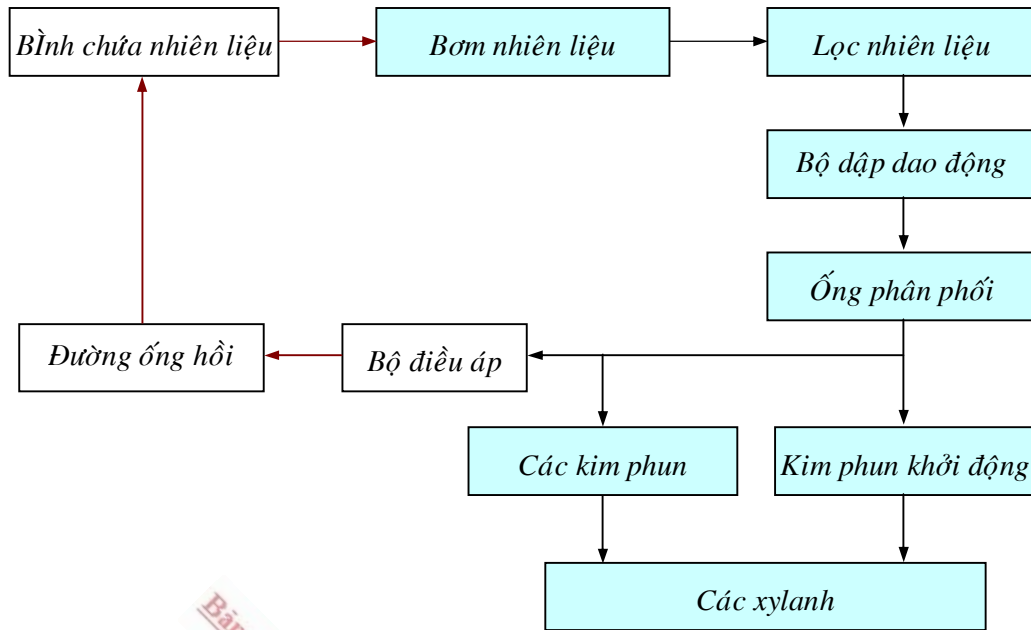 BÌnh chứa nhiên liệu
Bơm nhiên liệu
Lọc nhiên liệu
Bộ dập dao động
Ống phân phối
Đường ống hồi
Bộ điều áp
Các kim phun
Kim phun khởi động
Các xylanh